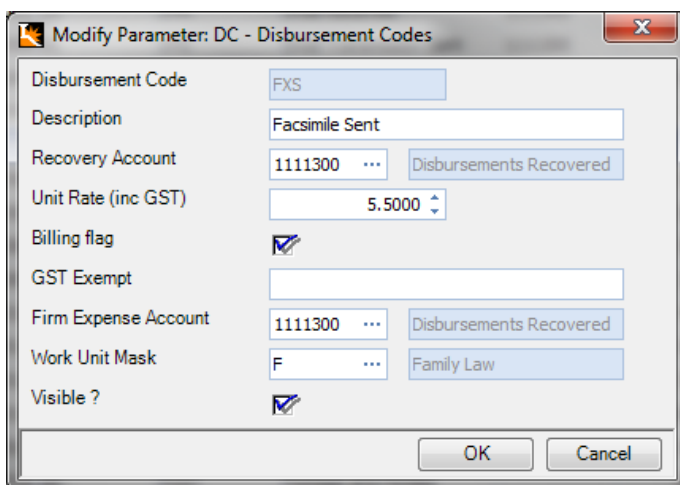 Modify Parameter: DC - Disbursement Codes
Disbursement Code FXS
Description Facsimile Sent
Recovery Account 1111300 ... Disbursements Recovered
Unit Rate (inc GST) 5.5000
Billing flag
GST Exempt
Firm Expense Account 1111300 ... Disbursements Recovered
Work Unit Mask F ... Family Law
Visible ?
OK Cancel